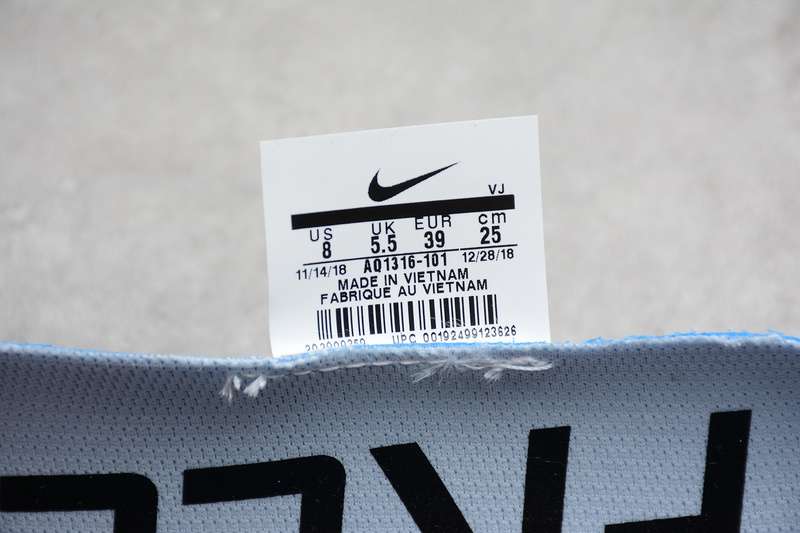 VJ
US UK EUR cm
8 5.5 39 25
11/14/18 AQ1316-101 12/28/18
MADE IN VIETNAM
FABRIQUE AU VIETNAM
UPC 00192499123626